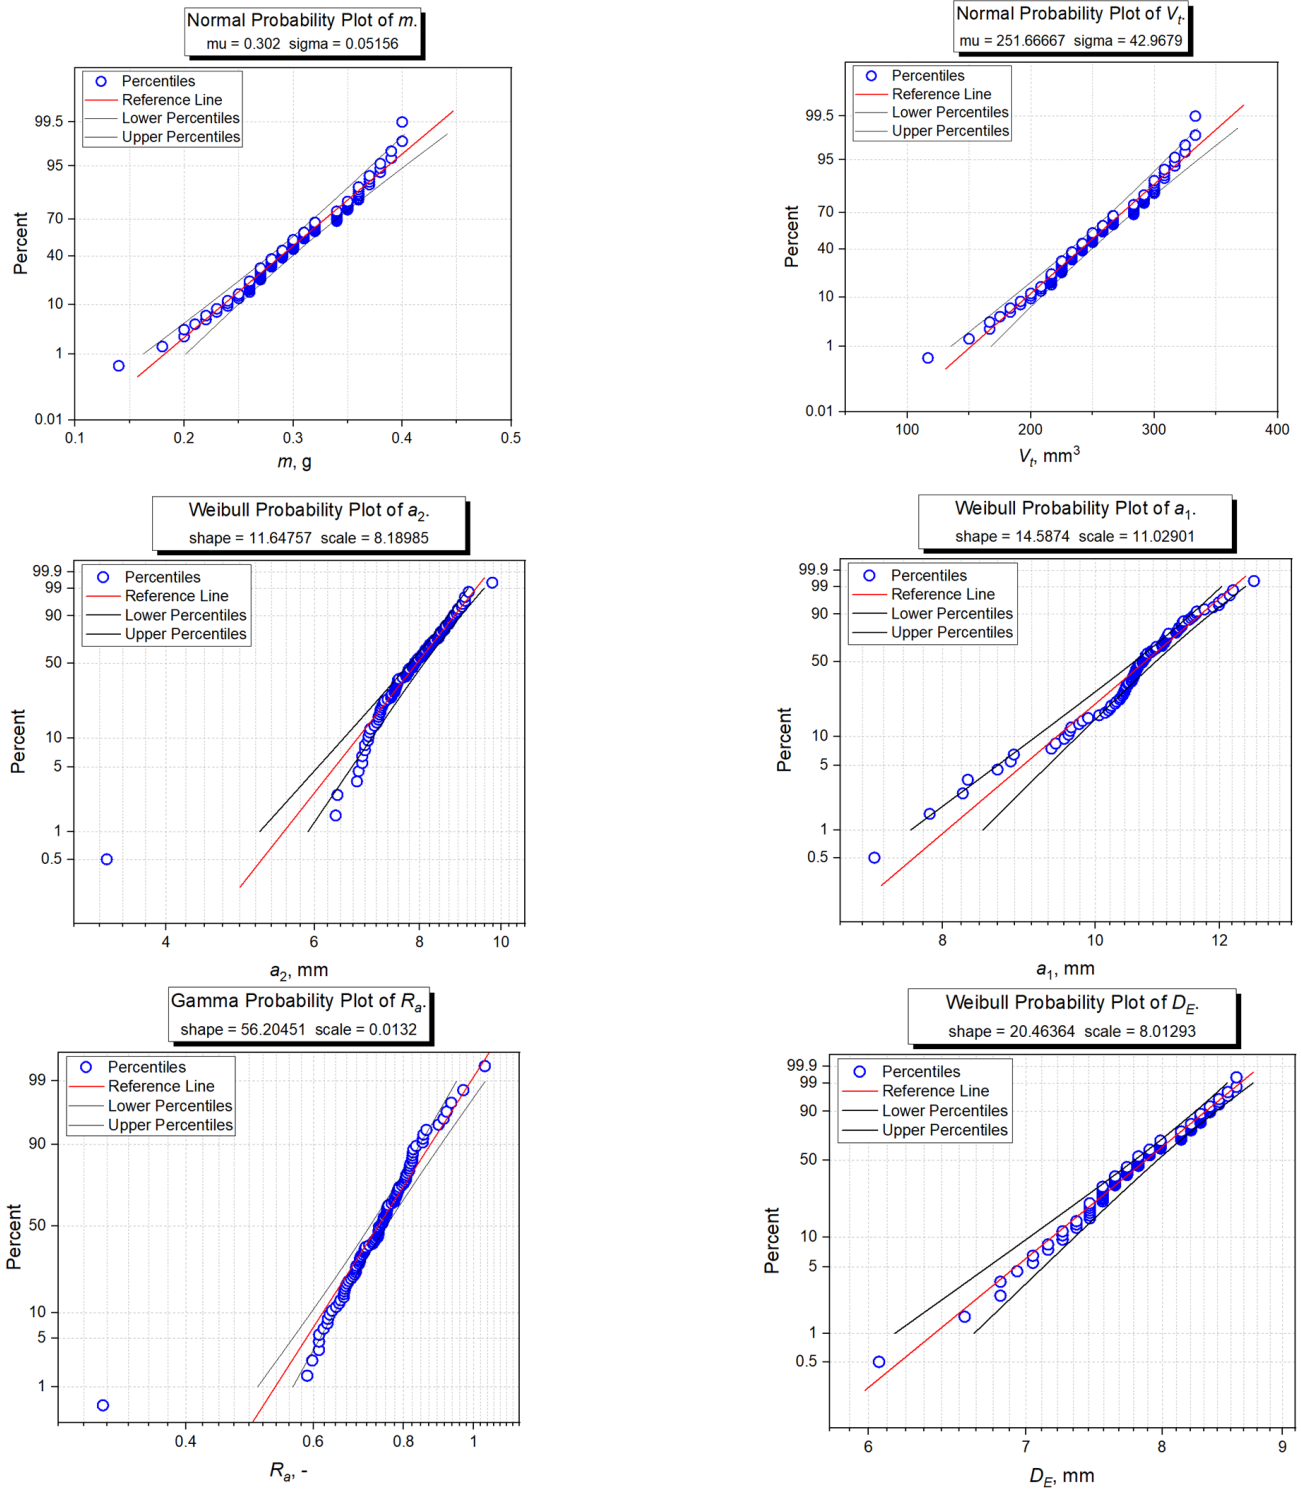 Normal Probability Plot of m.
mu = 0.302 sigma = 0.05156
Percentiles
Reference Line
Lower Percentiles
Upper Percentiles
99.5
95
70
40
10
1
0.01
Percent
0.1 0.2 0.3 0.4 0.5
m, g
Normal Probability Plot of Vt.
mu = 251.66667 sigma = 42.9679
Percentiles
Reference Line
Lower Percentiles
Upper Percentiles
99.5
95
70
40
10
1
0.01
Percent
100 200 300 400
Vt, mm³
Weibull Probability Plot of a₂.
shape = 11.64757 scale = 8.18985
Percentiles
Reference Line
Lower Percentiles
Upper Percentiles
99.9
99
90
50
10
5
1
0.5
Percent
4 6 8 10
a₂, mm
Weibull Probability Plot of a₁.
shape = 14.5874 scale = 11.02901
Percentiles
Reference Line
Lower Percentiles
Upper Percentiles
99.9
99
90
50
10
5
1
0.5
Percent
8 10 12
a₁, mm
Gamma Probability Plot of Ra.
shape = 56.20451 scale = 0.0132
Percentiles
Reference Line
Lower Percentiles
Upper Percentiles
99
90
50
10
5
1
Percent
0.4 0.6 0.8 1
Ra, -
Weibull Probability Plot of DE.
shape = 20.46364 scale = 8.01293
Percentiles
Reference Line
Lower Percentiles
Upper Percentiles
99.9
99
90
50
10
5
1
0.5
Percent
6 7 8 9
DE, mm